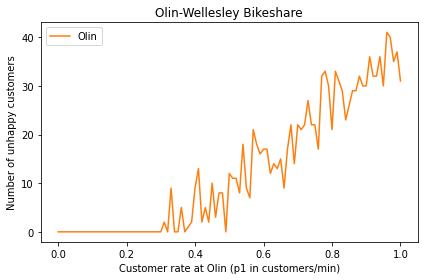 Olin-Wellesley Bikeshare
Olin
Number of unhappy customers
40
30
20
10
0
0.0 0.2 0.4 0.6 0.8 1.0
Customer rate at Olin (p1 in customers/min)